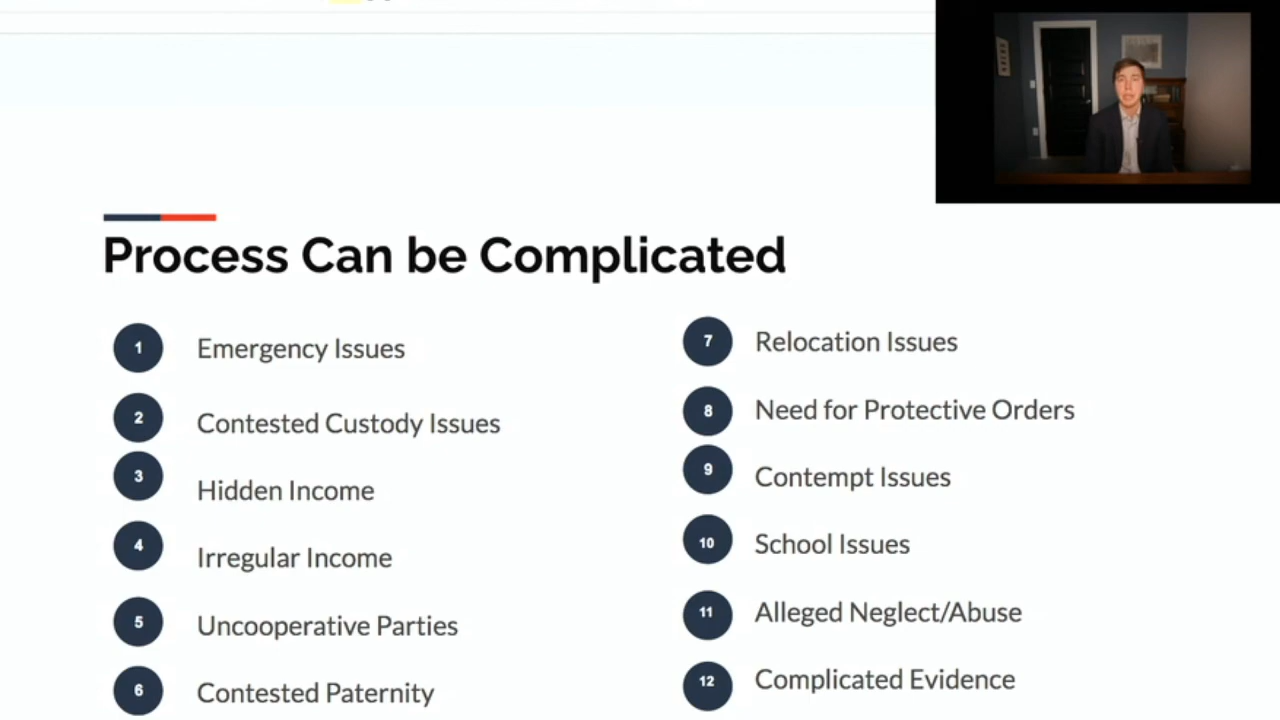 Process Can be Complicated
1 Emergency Issues
2 Contested Custody Issues
3 Hidden Income
4 Irregular Income
5 Uncooperative Parties
6 Contested Paternity
7 Relocation Issues
8 Need for Protective Orders
9 Contempt Issues
10 School Issues
11 Alleged Neglect/Abuse
12 Complicated Evidence